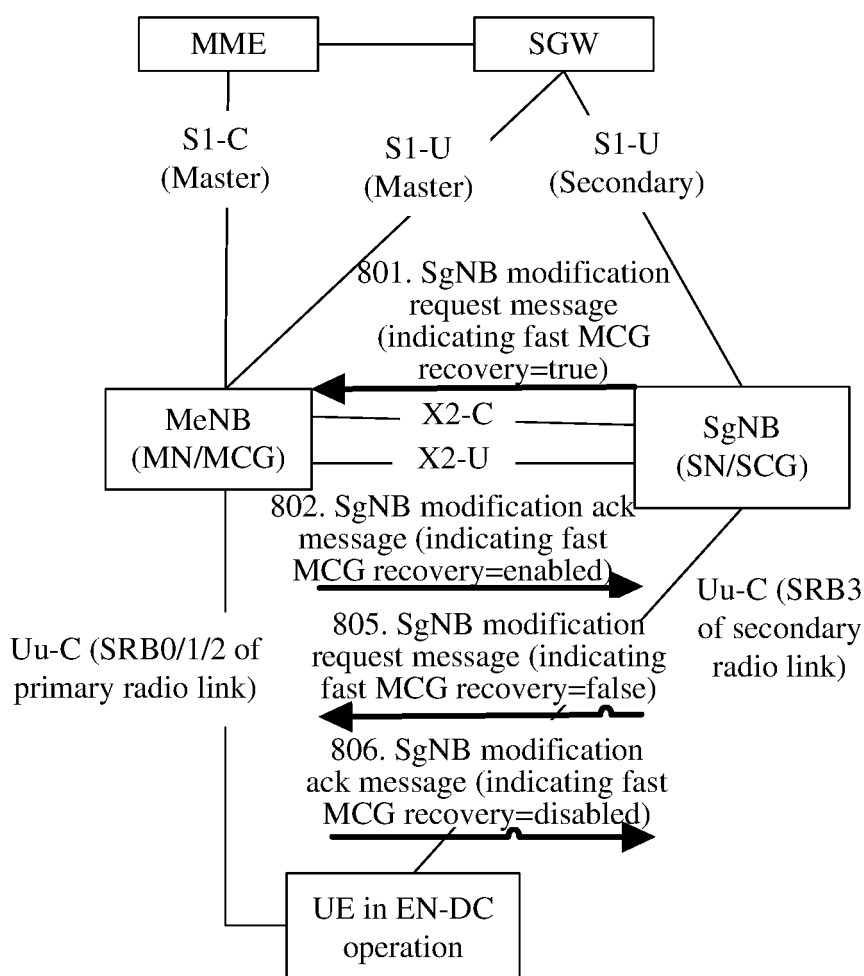 MME
SGW
S1-C
(Master)
S1-U
(Master)
S1-U
(Secondary)
801. SgNB modification
request message
(indicating fast MCG
recovery=true)
MeNB
(MN/MCG)
X2-C
X2-U
SgNB
(SN/SCG)
802. SgNB modification ack
message (indicating fast
MCG recovery=enabled)
Uu-C (SRB3
of secondary
radio link)
Uu-C (SRB0/1/2 of
primary radio link)
805. SgNB modification
request message (indicating
fast MCG recovery=false)
806. SgNB modification
ack message (indicating fast
MCG recovery=disabled)
UE in EN-DC
operation